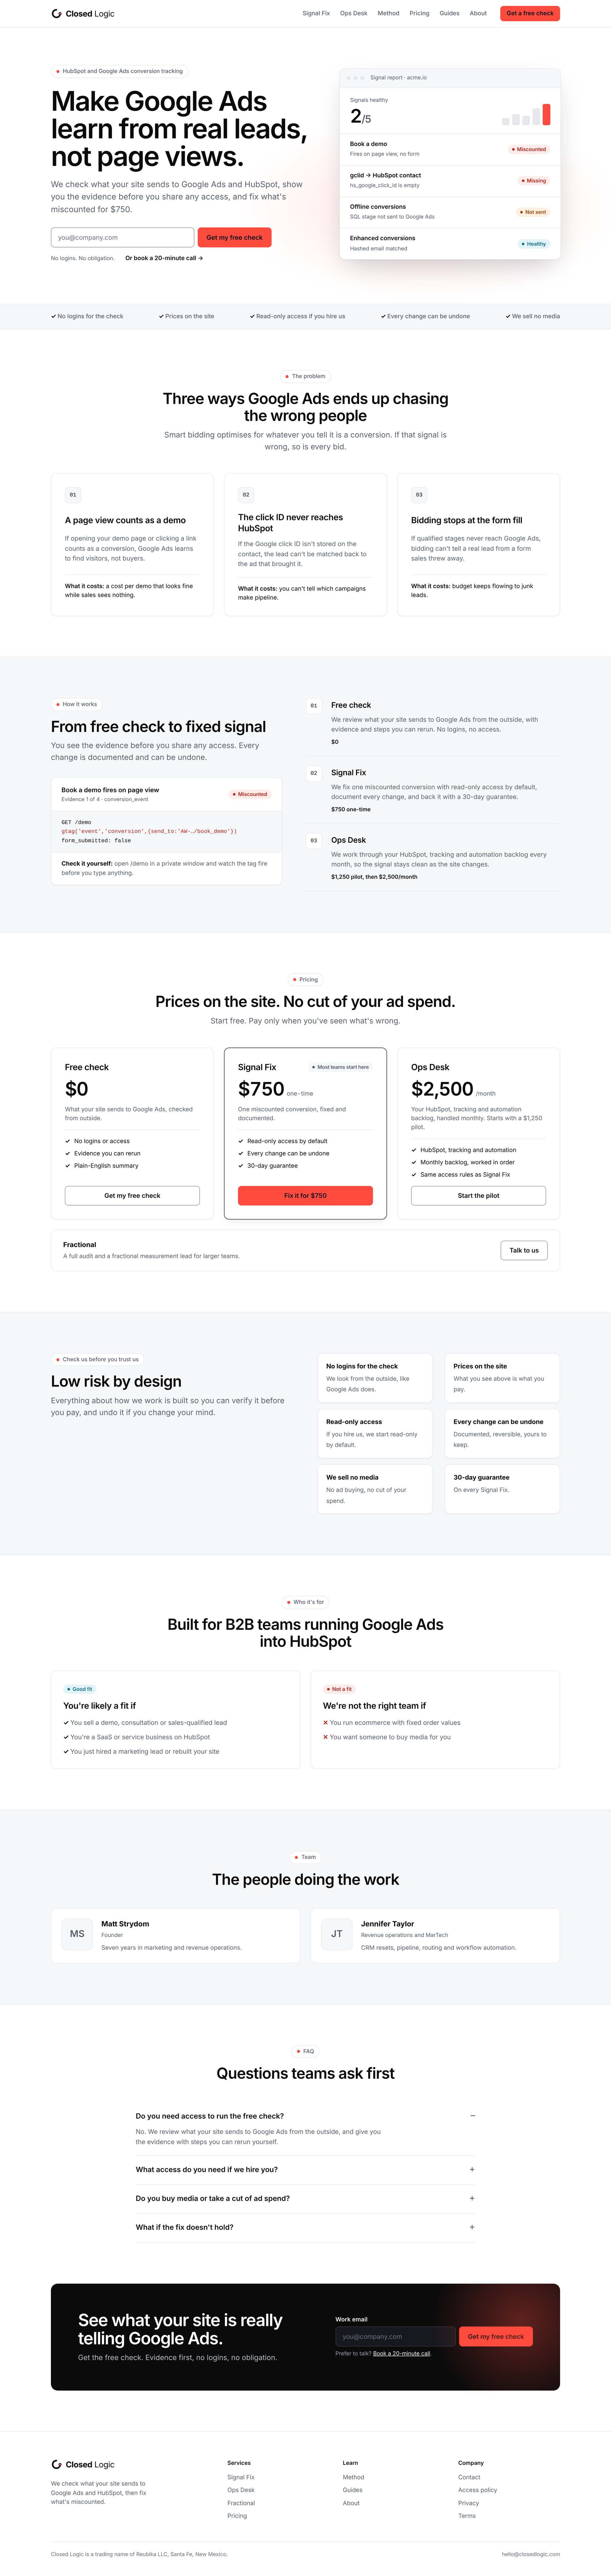 Closed Logic
Signal Fix Ops Desk Method Pricing Guides About Get a free check
HubSpot and Google Ads conversion tracking
Make Google Ads
learn from real leads,
not page views.
We check what your site sends to Google Ads and HubSpot, show
you the evidence before you share any access, and fix what's
miscounted for $750.
you@company.com Get my free check
No logins. No obligation. Or book a 20-minute call →
Signal report · acme.io
Signals healthy
2/5
Book a demo
Fires on page view, no form
Miscounted
gclid → HubSpot contact
hs_google_click_id is empty
Missing
Offline conversions
SQL stage not sent to Google Ads
Not sent
Enhanced conversions
Hashed email matched
Healthy
✓ No logins for the check ✓ Prices on the site ✓ Read-only access if you hire us ✓ Every change can be undone ✓ We sell no media
The problem
Three ways Google Ads ends up chasing
the wrong people
Smart bidding optimises for whatever you tell it is a conversion. If that signal is
wrong, so is every bid.
01
A page view counts as a demo
If opening your demo page or clicking a link
counts as a conversion, Google Ads learns
to find visitors, not buyers.
What it costs: a cost per demo that looks fine
while sales sees nothing.
02
The click ID never reaches
HubSpot
If the Google click ID isn't stored on the
contact, the lead can't be matched back to
the ad that brought it.
What it costs: you can't tell which campaigns
make pipeline.
03
Bidding stops at the form fill
If qualified stages never reach Google Ads,
bidding can't tell a real lead from a form
sales threw away.
What it costs: budget keeps flowing to junk
leads.
How it works
From free check to fixed signal
You see the evidence before you share any access. Every
change is documented and can be undone.
Book a demo fires on page view
Evidence 1 of 4 · conversion_event
Miscounted
GET /demo
gtag('event','conversion',{send_to:'AW-…/book_demo'})
form_submitted: false
Check it yourself: open /demo in a private window and watch the tag fire
before you type anything.
01
Free check
We review what your site sends to Google Ads from the outside, with
evidence and steps you can rerun. No logins, no access.
$0
02
Signal Fix
We fix one miscounted conversion with read-only access by default,
document every change, and back it with a 30-day guarantee.
$750 one-time
03
Ops Desk
We work through your HubSpot, tracking and automation backlog every
month, so the signal stays clean as the site changes.
$1,250 pilot, then $2,500/month
Pricing
Prices on the site. No cut of your ad spend.
Start free. Pay only when you've seen what's wrong.
Free check
$0
What your site sends to Google Ads, checked
from outside.
✓ No logins or access
✓ Evidence you can rerun
✓ Plain-English summary
Get my free check
Signal Fix
Most teams start here
$750 one-time
One miscounted conversion, fixed and
documented.
✓ Read-only access by default
✓ Every change can be undone
✓ 30-day guarantee
Fix it for $750
Ops Desk
$2,500 /month
Your HubSpot, tracking and automation
backlog, handled monthly. Starts with a $1,250
pilot.
✓ HubSpot, tracking and automation
✓ Monthly backlog, worked in order
✓ Same access rules as Signal Fix
Start the pilot
Fractional
A full audit and a fractional measurement lead for larger teams.
Talk to us
Check us before you trust us
Low risk by design
Everything about how we work is built so you can verify it before
you pay, and undo it if you change your mind.
No logins for the check
We look from the outside, like
Google Ads does.
Prices on the site
What you see above is what you
pay.
Read-only access
If you hire us, we start read-only
by default.
Every change can be undone
Documented, reversible, yours to
keep.
We sell no media
No ad buying, no cut of your
spend.
30-day guarantee
On every Signal Fix.
Who it's for
Built for B2B teams running Google Ads
into HubSpot
Good fit
You're likely a fit if
✓ You sell a demo, consultation or sales-qualified lead
✓ You're a SaaS or service business on HubSpot
✓ You just hired a marketing lead or rebuilt your site
Not a fit
We're not the right team if
✕ You run ecommerce with fixed order values
✕ You want someone to buy media for you
Team
The people doing the work
MS
Matt Strydom
Founder
Seven years in marketing and revenue operations.
JT
Jennifer Taylor
Revenue operations and MarTech
CRM resets, pipeline, routing and workflow automation.
FAQ
Questions teams ask first
Do you need access to run the free check? −
No. We review what your site sends to Google Ads from the outside, and give you
the evidence with steps you can rerun yourself.
What access do you need if we hire you? +
Do you buy media or take a cut of ad spend? +
What if the fix doesn't hold? +
See what your site is really
telling Google Ads.
Get the free check. Evidence first, no logins, no obligation.
Work email
you@company.com Get my free check
Prefer to talk? Book a 20-minute call.
Closed Logic
We check what your site sends to
Google Ads and HubSpot, then fix
what's miscounted.
Services
Signal Fix
Ops Desk
Fractional
Pricing
Learn
Method
Guides
About
Company
Contact
Access policy
Privacy
Terms
Closed Logic is a trading name of Reubika LLC, Santa Fe, New Mexico.
hello@closedlogic.com